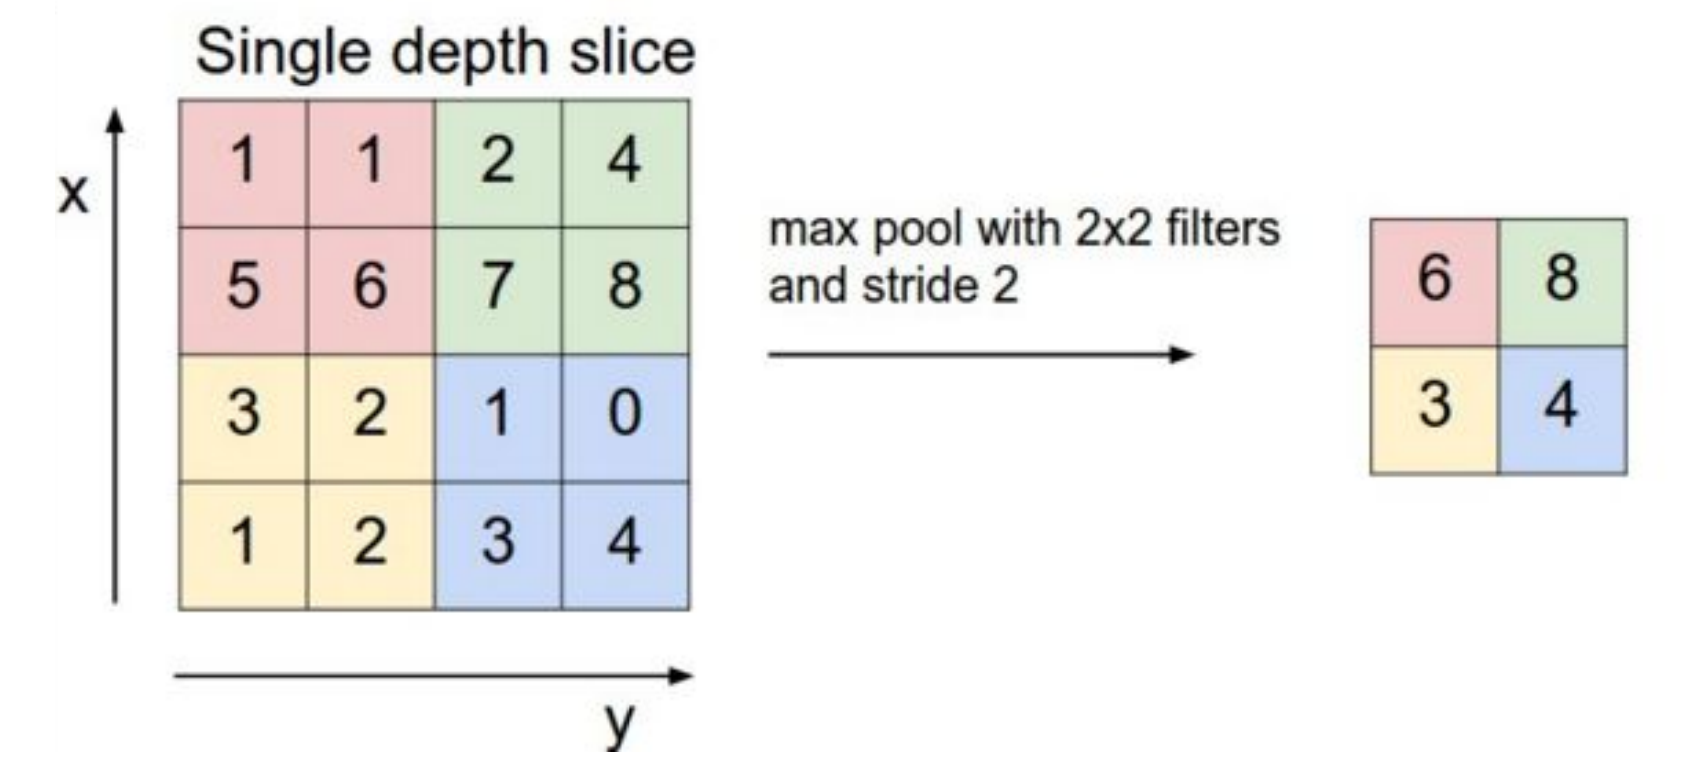 Single depth slice
x
1 1 2 4
5 6 7 8
3 2 1 0
1 2 3 4
y
max pool with 2x2 filters
and stride 2
6 8
3 4